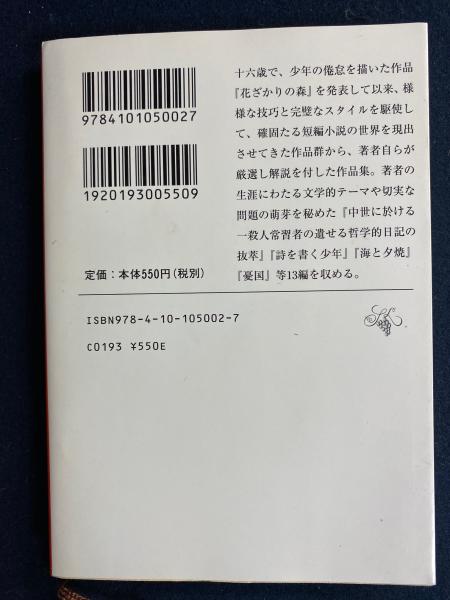 9784101050027
1920193005509
定価：本体550円（税別）
ISBN978-4-10-105002-7
C0193 ¥550E
十六歳で、少年の倦怠を描いた作品
『花ざかりの森』を発表して以来、様
様な技巧と完璧なスタイルを駆使し
て、確固たる短編小説の世界を現出
させてきた作品群から、著者自らが
厳選し解説を付した作品集。著者の
生涯にわたる文学的テーマや切実な
問題の萌芽を秘めた『中世に於ける
一殺人常習者の遺せる哲学的日記の
抜萃』『詩を書く少年』『海と夕焼』
『憂国』等13編を収める。